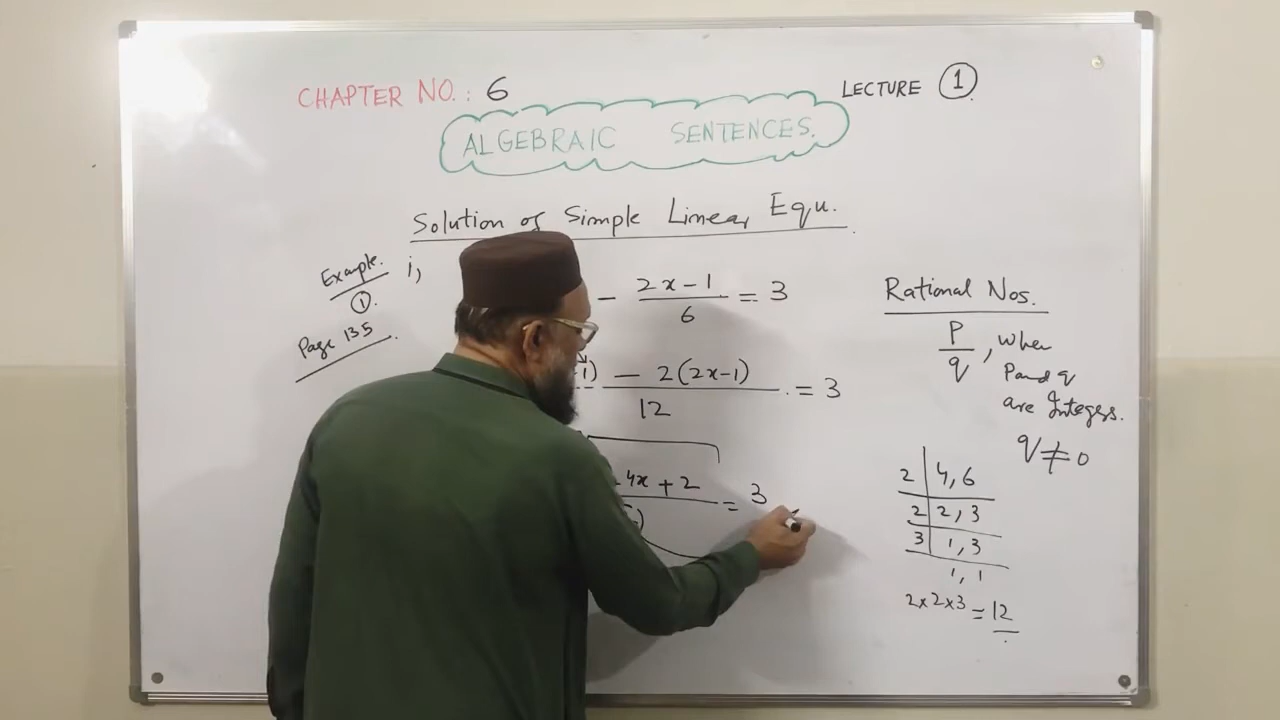 CHAPTER NO.: 6
LECTURE 1
ALGEBRAIC SENTENCES.
Solution of Simple Linear Equ.
Example. i,
①.
Page 135
- 2x-1 / 6 = 3
1) - 2(2x-1) / 12 = 3
4x + 2 = 3
Rational Nos.
P/q, when
P and q
are Integers.
q ≠ 0
2 | 4, 6
2 | 2, 3
3 | 1, 3
1, 1
2×2×3 = 12